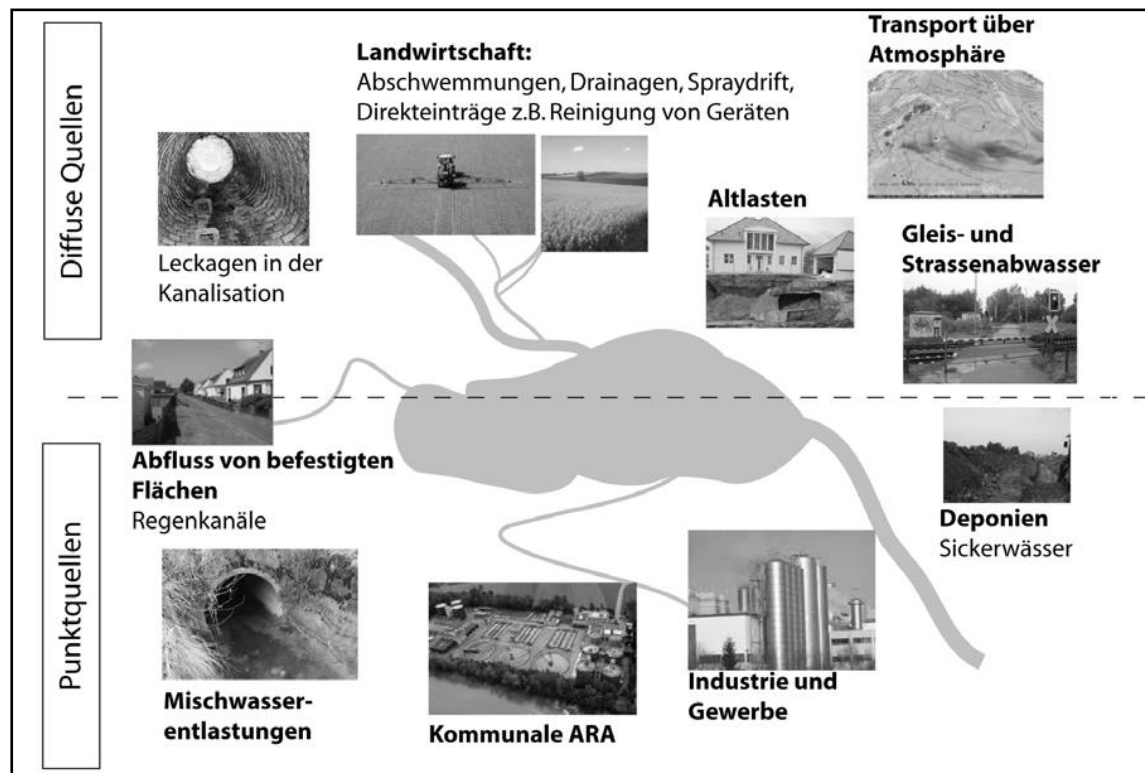 Diffuse Quellen
Landwirtschaft:
Abschwemmungen, Drainagen, Spraydrift,
Direkteinträge z.B. Reinigung von Geräten
Transport über
Atmosphäre
Leckagen in der
Kanalisation
Altlasten
Gleis- und
Strassenabwasser
Punktquellen
Abfluss von befestigten
Flächen
Regenkanäle
Deponien
Sickerwässer
Mischwasser-
entlastungen
Kommunale ARA
Industrie und
Gewerbe